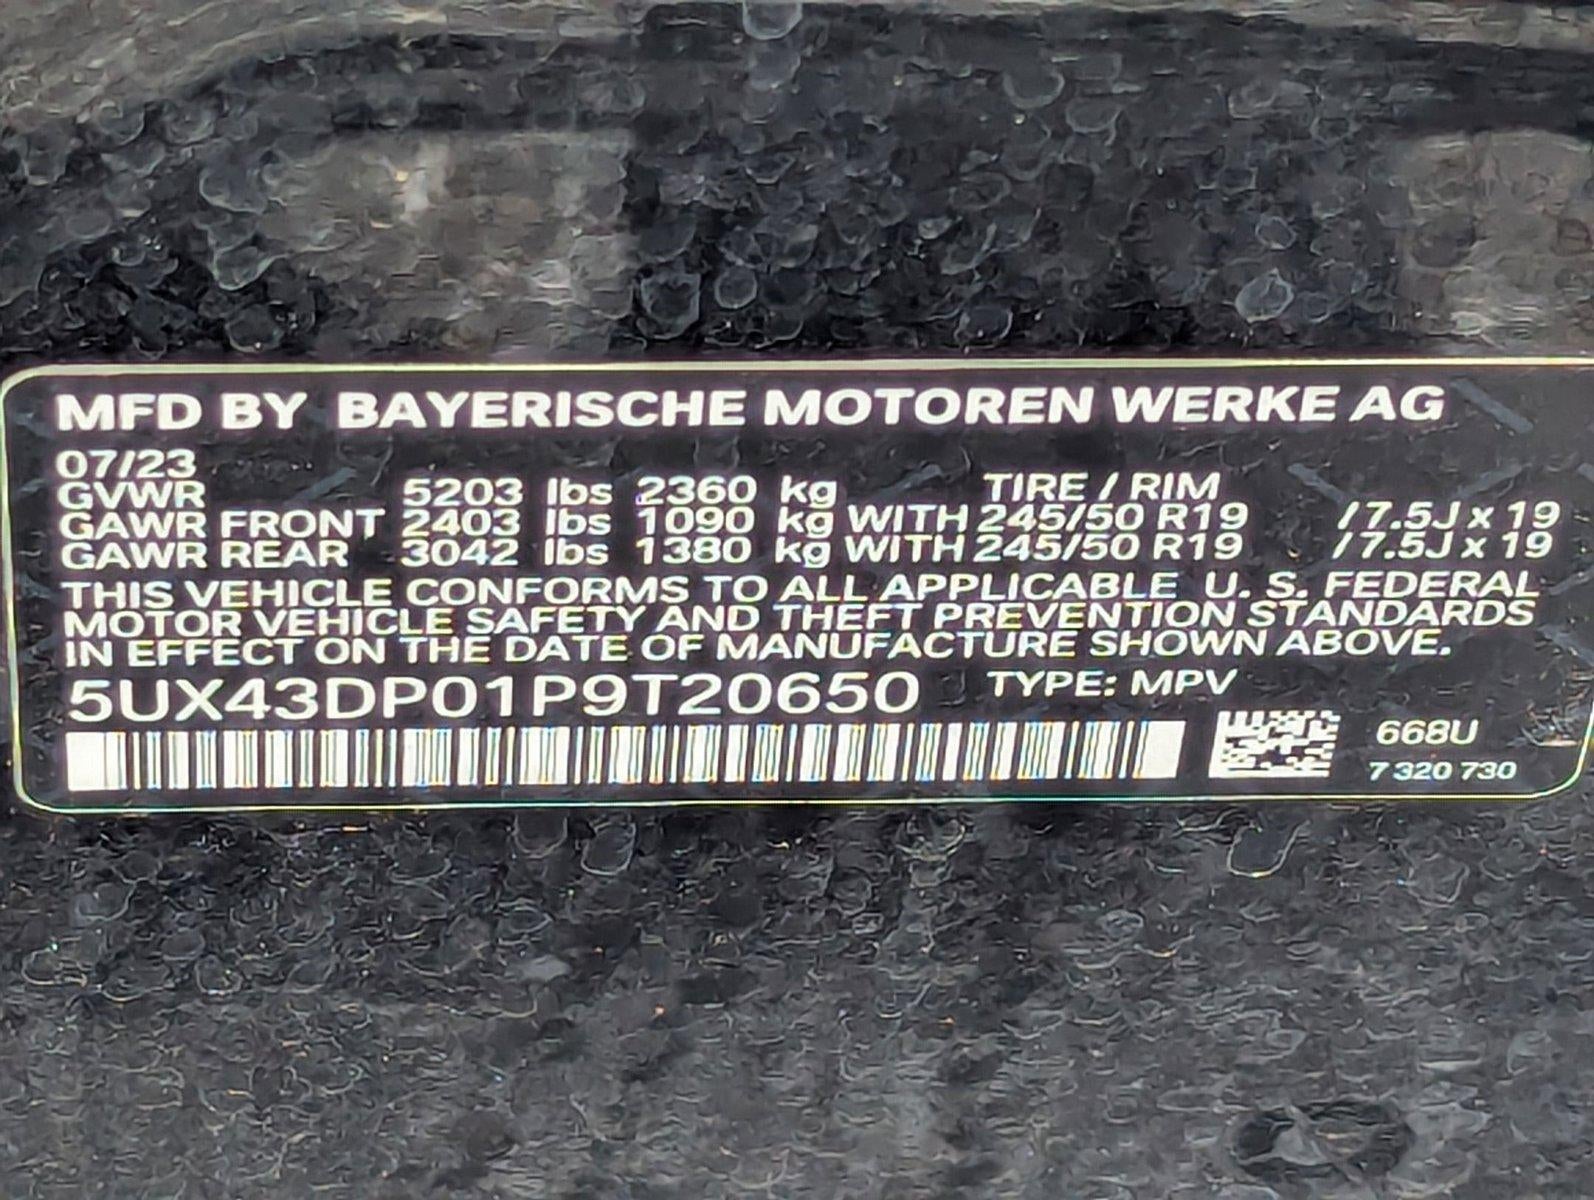 MFD BY BAYERISCHE MOTOREN WERKE AG
07/23
GVWR 5203 lbs 2360 kg TIRE / RIM
GAWR FRONT 2403 lbs 1090 kg WITH 245/50 R19 / 7.5J x 19
GAWR REAR 3042 lbs 1380 kg WITH 245/50 R19 / 7.5J x 19
THIS VEHICLE CONFORMS TO ALL APPLICABLE U. S. FEDERAL
MOTOR VEHICLE SAFETY AND THEFT PREVENTION STANDARDS
IN EFFECT ON THE DATE OF MANUFACTURE SHOWN ABOVE.
5UX43DP01P9T20650 TYPE: MPV
668U
7 320 730